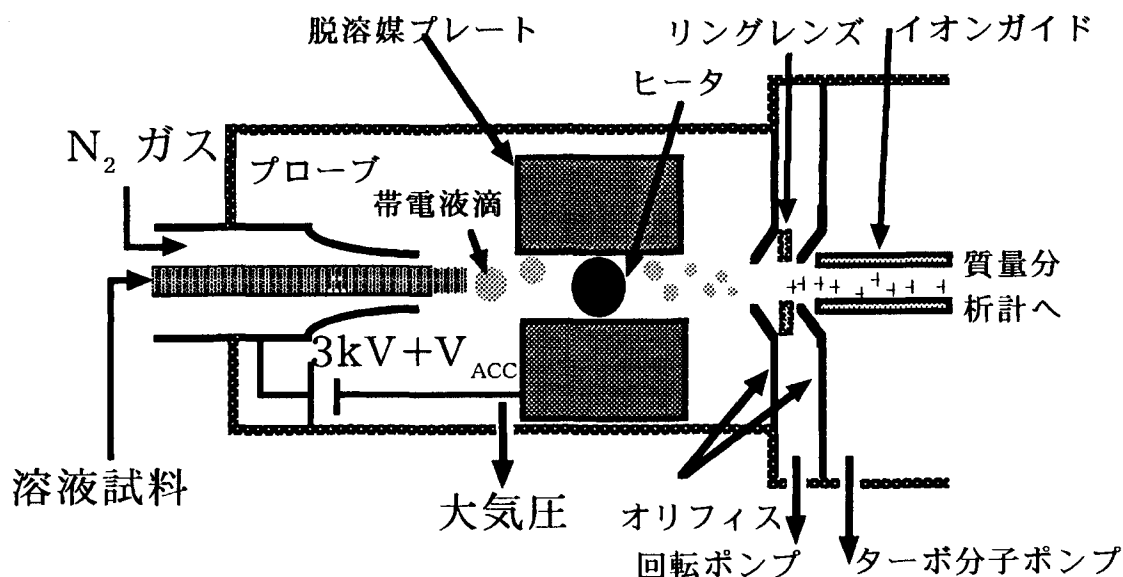 脱溶媒プレート
リングレンズ
イオンガイド
ヒータ
N₂ ガス
プローブ
帯電液滴
質量分
析計へ
3kV+V ACC
溶液試料
大気圧
オリフィス
回転ポンプ
ターボ分子ポンプ